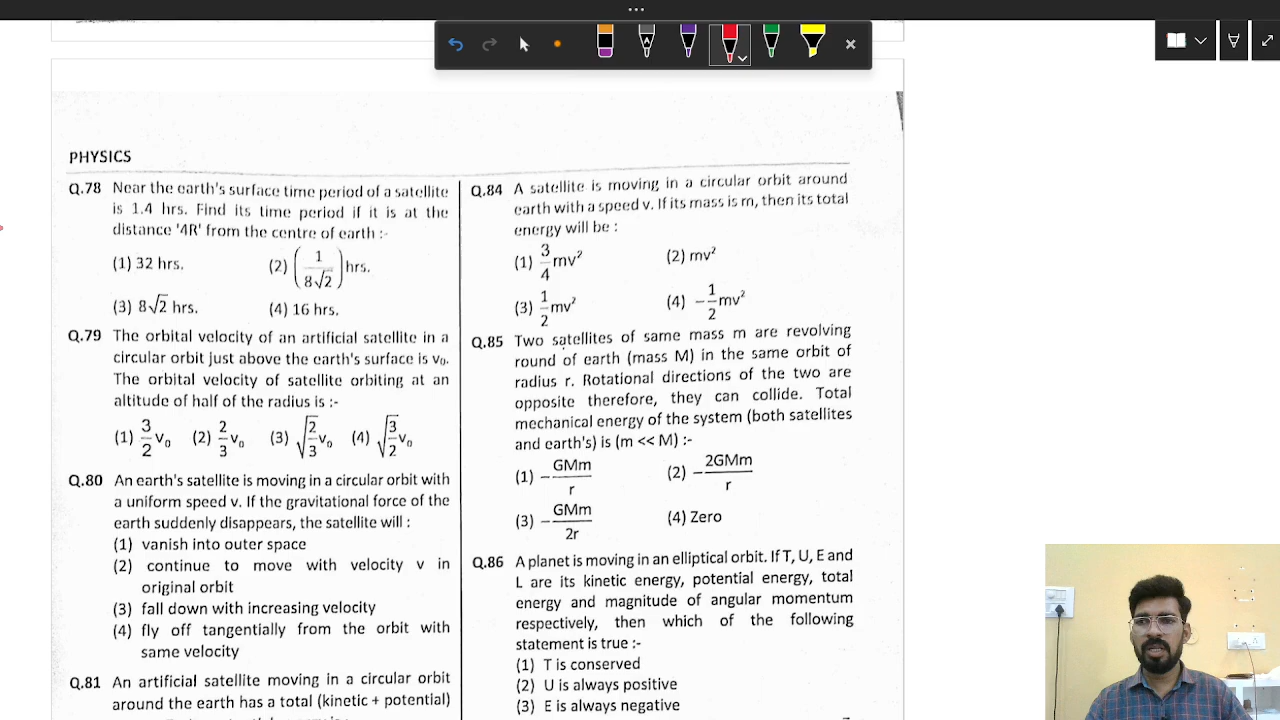 PHYSICS
Q.78 Near the earth's surface time period of a satellite
is 1.4 hrs. Find its time period if it is at the
distance '4R' from the centre of earth :-
(1) 32 hrs. (2) (1/8√2) hrs.
(3) 8√2 hrs. (4) 16 hrs.
Q.79 The orbital velocity of an artificial satellite in a
circular orbit just above the earth's surface is v₀.
The orbital velocity of satellite orbiting at an
altitude of half of the radius is :-
(1) 3/2 v₀ (2) 2/3 v₀ (3) √(2/3) v₀ (4) √(3/2) v₀
Q.80 An earth's satellite is moving in a circular orbit with
a uniform speed v. If the gravitational force of the
earth suddenly disappears, the satellite will :
(1) vanish into outer space
(2) continue to move with velocity v in
original orbit
(3) fall down with increasing velocity
(4) fly off tangentially from the orbit with
same velocity
Q.81 An artificial satellite moving in a circular orbit
around the earth has a total (kinetic + potential)
Q.84 A satellite is moving in a circular orbit around
earth with a speed v. If its mass is m, then its total
energy will be :
(1) 3/4 mv² (2) mv²
(3) 1/2 mv² (4) -1/2 mv²
Q.85 Two satellites of same mass m are revolving
round of earth (mass M) in the same orbit of
radius r. Rotational directions of the two are
opposite therefore, they can collide. Total
mechanical energy of the system (both satellites
and earth's) is (m << M) :-
(1) -GMm/r (2) -2GMm/r
(3) -GMm/2r (4) Zero
Q.86 A planet is moving in an elliptical orbit. If T, U, E and
L are its kinetic energy, potential energy, total
energy and magnitude of angular momentum
respectively, then which of the following
statement is true :-
(1) T is conserved
(2) U is always positive
(3) E is always negative